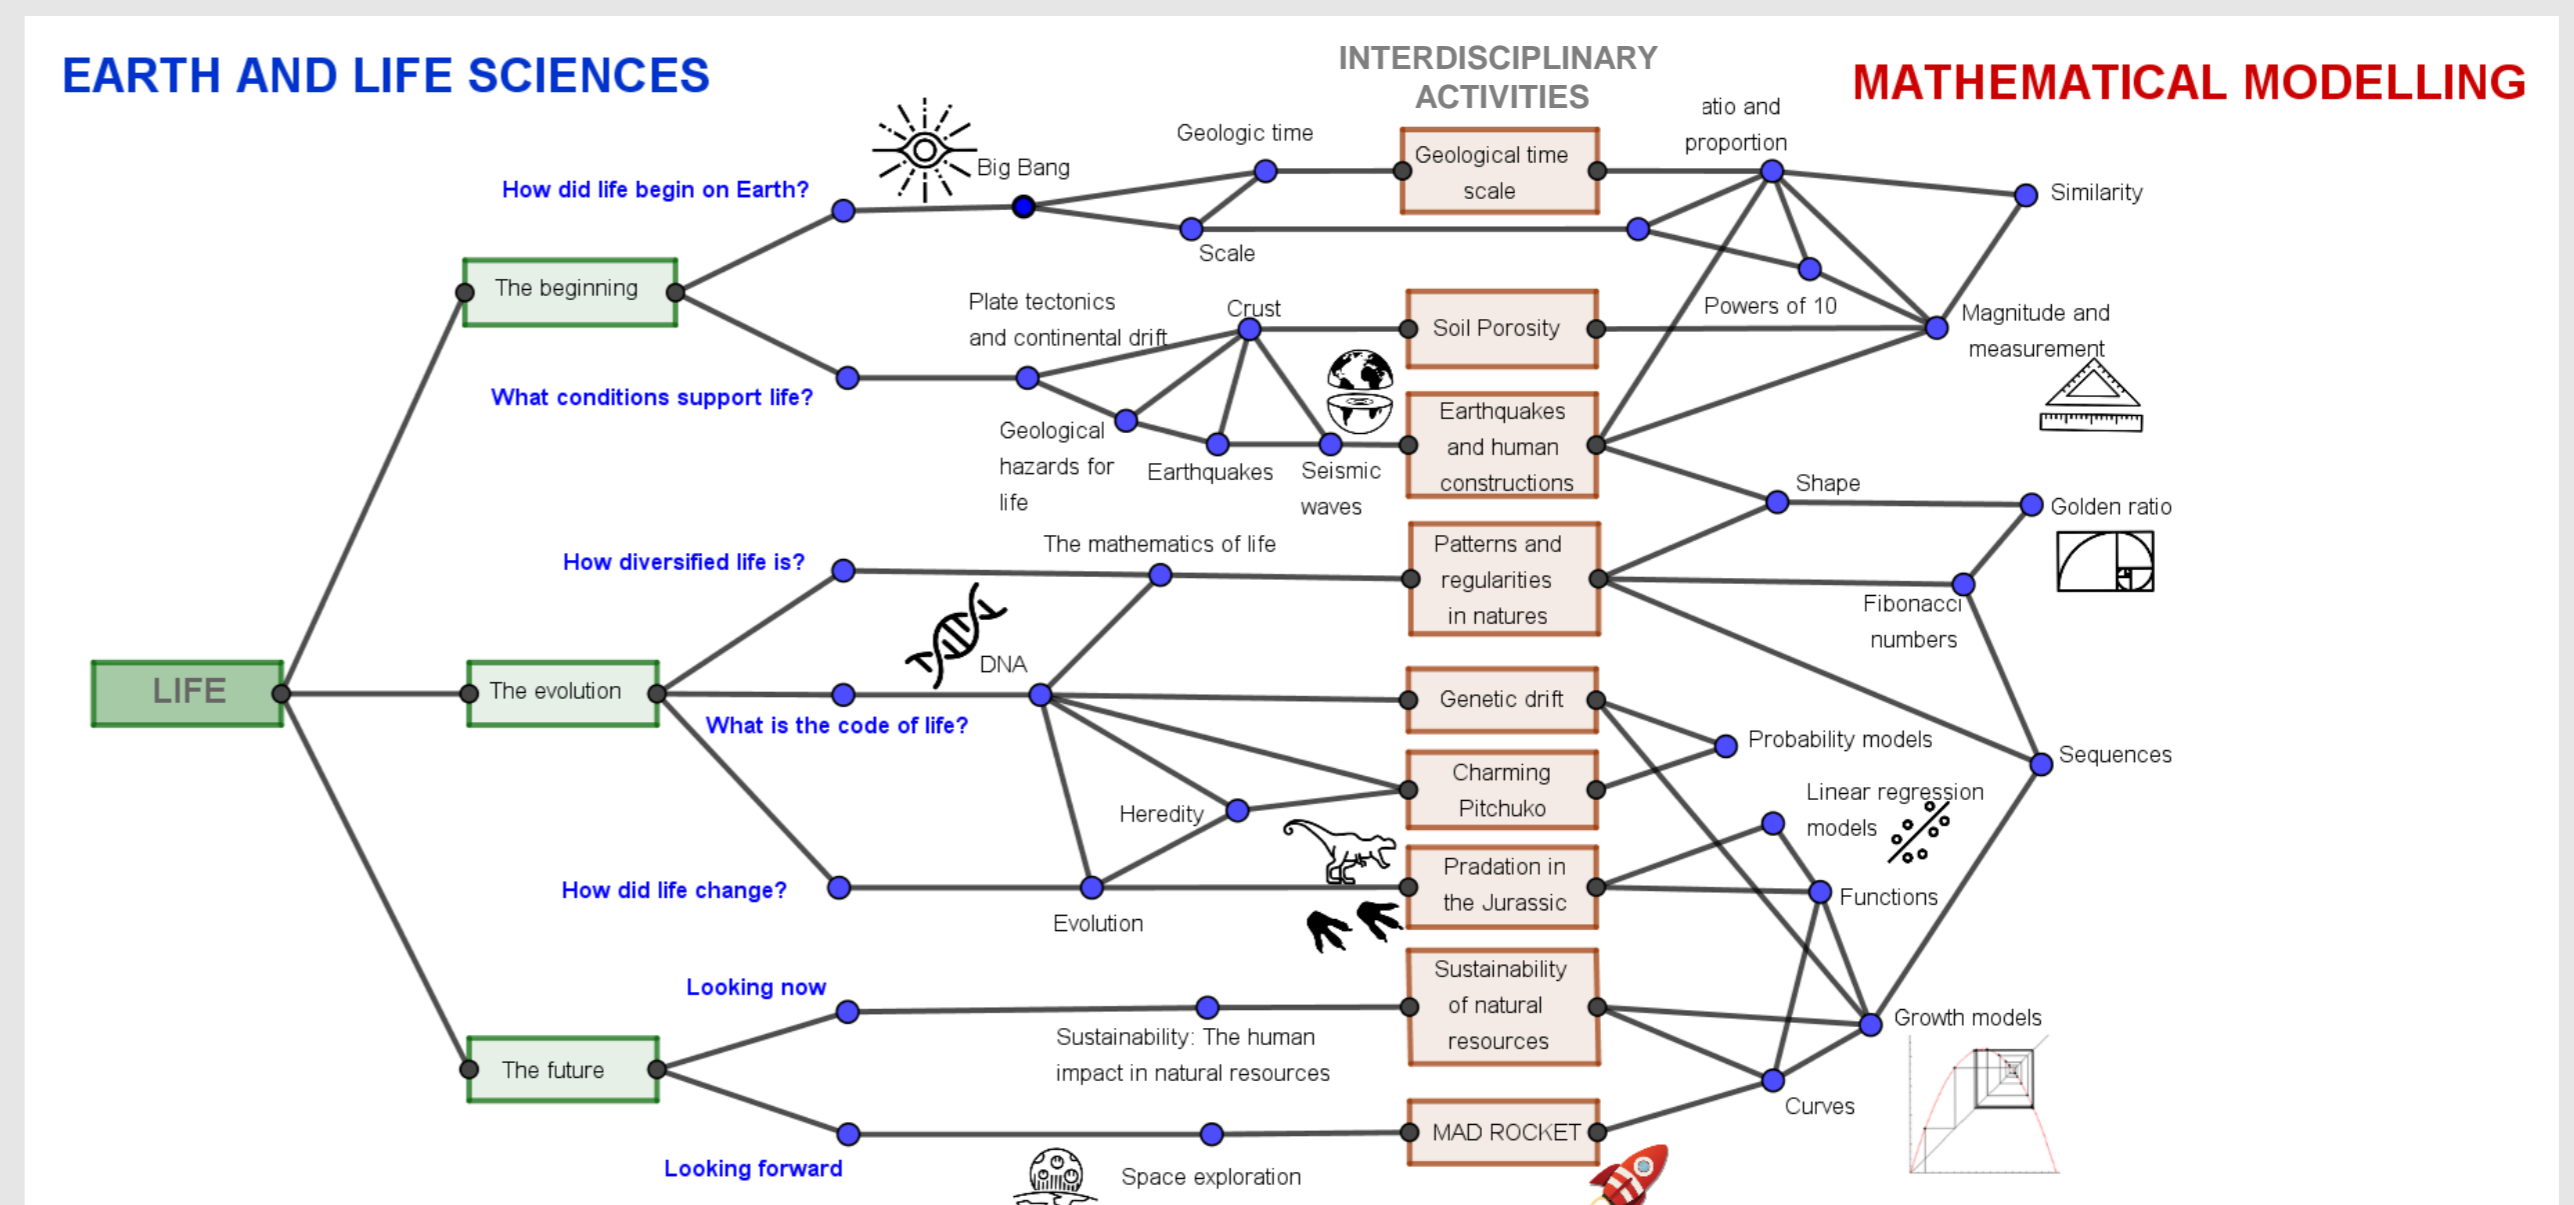 EARTH AND LIFE SCIENCES
INTERDISCIPLINARY
ACTIVITIES
MATHEMATICAL MODELLING
How did life begin on Earth?
Big Bang
Geologic time
Scale
Geological time
scale
atio and
proportion
Similarity
The beginning
Plate tectonics
and continental drift
Crust
Soil Porosity
Powers of 10
Magnitude and
measurement
What conditions support life?
Geological
hazards for
life
Earthquakes
Seismic
waves
Earthquakes
and human
constructions
Shape
Golden ratio
How diversified life is?
The mathematics of life
Patterns and
regularities
in natures
Fibonacci
numbers
LIFE
The evolution
DNA
What is the code of life?
Genetic drift
Probability models
Sequences
Heredity
Charming
Pitchuko
Linear regression
models
How did life change?
Evolution
Pradation in
the Jurassic
Functions
Looking now
Sustainability: The human
impact in natural resources
Sustainability
of natural
resources
Growth models
The future
Curves
Looking forward
Space exploration
MAD ROCKET